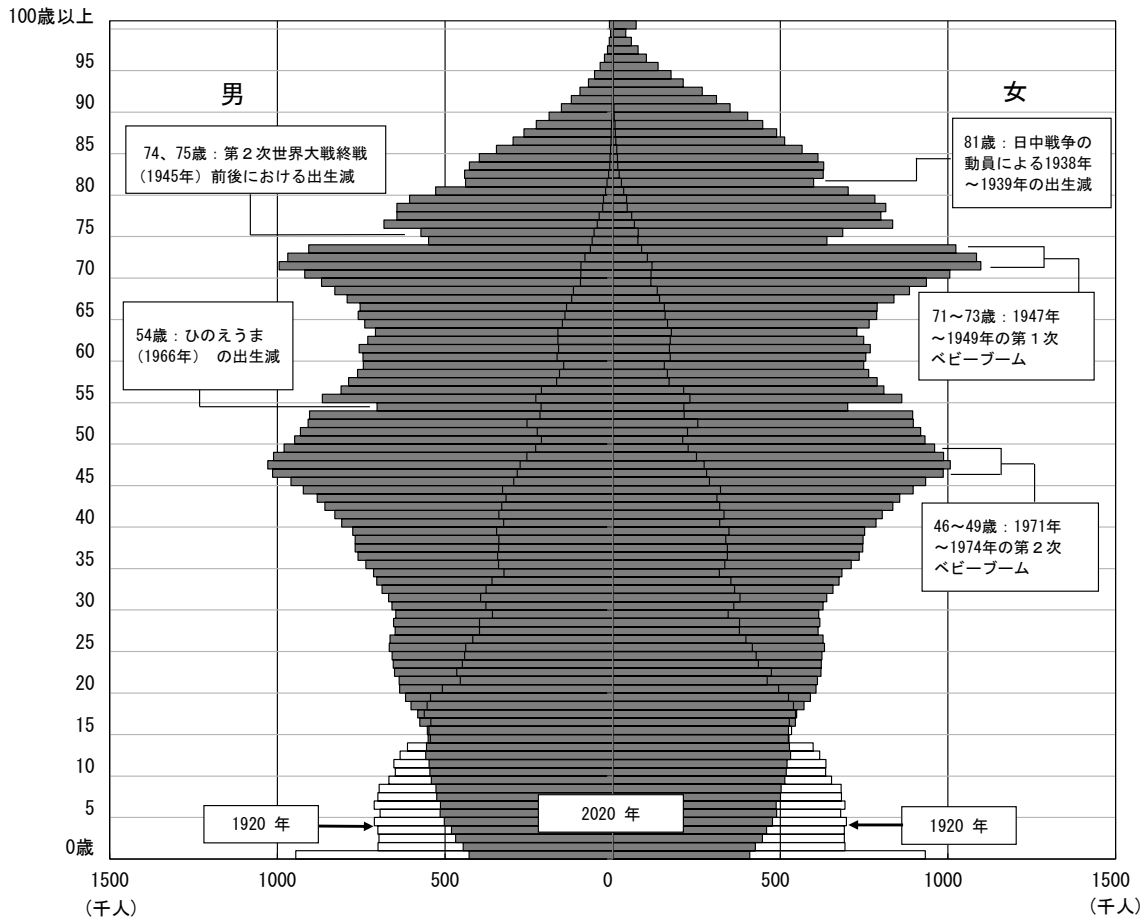 100歳以上
95
90
85
80
75
70
65
60
55
50
45
40
35
30
25
20
15
10
5
0歳
男
女
74、75歳：第２次世界大戦終戦
（1945年）前後における出生減
81歳：日中戦争の
動員による1938年
～1939年の出生減
54歳：ひのえうま
（1966年） の出生減
71～73歳：1947年
～1949年の第１次
ベビーブーム
46～49歳：1971年
～1974年の第２次
ベビーブーム
1920 年
2020 年
1920 年
1500
1000
500
0
500
1000
1500
（千人）
（千人）